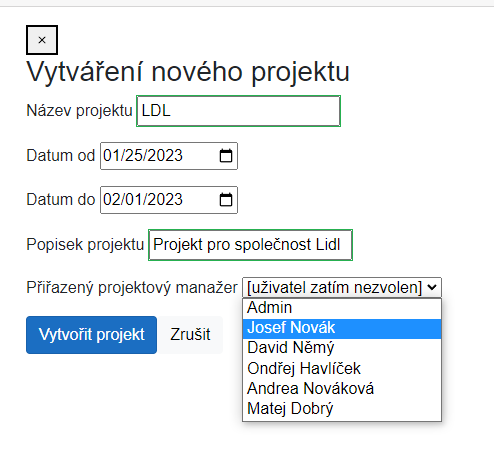 ×
Vytváření nového projektu
Název projektu LDL
Datum od 01/25/2023
Datum do 02/01/2023
Popisek projektu Projekt pro společnost Lidl
Přiřazený projektový manažer [uživatel zatím nezvolen]
Admin
Vytvořit projekt Zrušit
Josef Novák
David Němý
Ondřej Havlíček
Andrea Nováková
Matej Dobrý